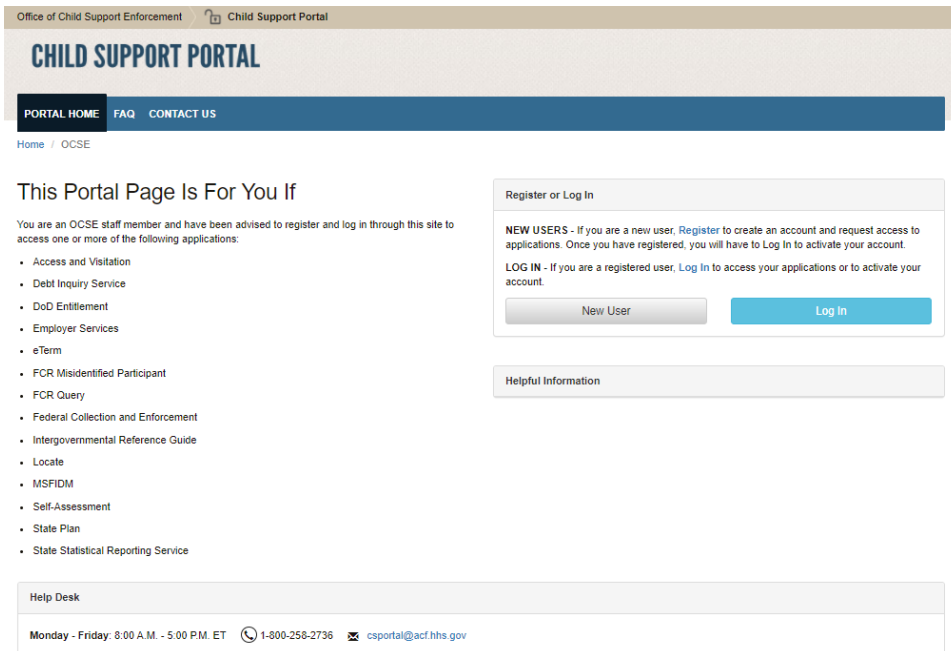 Office of Child Support Enforcement Child Support Portal
CHILD SUPPORT PORTAL
PORTAL HOME FAQ CONTACT US
Home / OCSE
This Portal Page Is For You If
You are an OCSE staff member and have been advised to register and log in through this site to
access one or more of the following applications:
• Access and Visitation
• Debt Inquiry Service
• DoD Entitlement
• Employer Services
• eTerm
• FCR Misidentified Participant
• FCR Query
• Federal Collection and Enforcement
• Intergovernmental Reference Guide
• Locate
• MSFIDM
• Self-Assessment
• State Plan
• State Statistical Reporting Service
Register or Log In
NEW USERS - If you are a new user, Register to create an account and request access to
applications. Once you have registered, you will have to Log In to activate your account.
LOG IN - If you are a registered user, Log In to access your applications or to activate your
account.
New User Log In
Helpful Information
Help Desk
Monday - Friday: 8:00 A.M. - 5:00 P.M. ET 1-800-258-2736 csportal@acf.hhs.gov